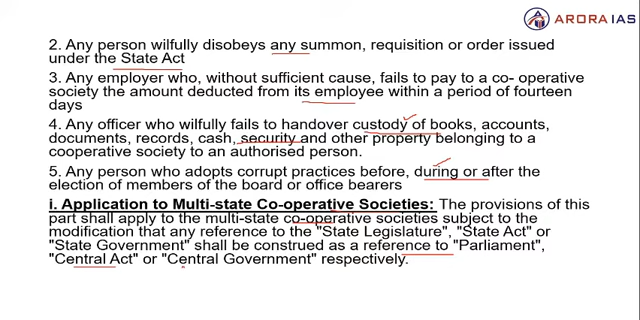 ARORA IAS
2. Any person wilfully disobeys any summon, requisition or order issued
under the State Act
3. Any employer who, without sufficient cause, fails to pay to a co- operative
society the amount deducted from its employee within a period of fourteen
days
4. Any officer who wilfully fails to handover custody of books, accounts,
documents, records, cash, security and other property belonging to a
cooperative society to an authorised person.
5. Any person who adopts corrupt practices before, during or after the
election of members of the board or office bearers
i. Application to Multi-state Co-operative Societies: The provisions of this
part shall apply to the multi-state co-operative societies subject to the
modification that any reference to the "State Legislature", "State Act" or
"State Government" shall be construed as a reference to "Parliament",
"Central Act" or "Central Government" respectively.